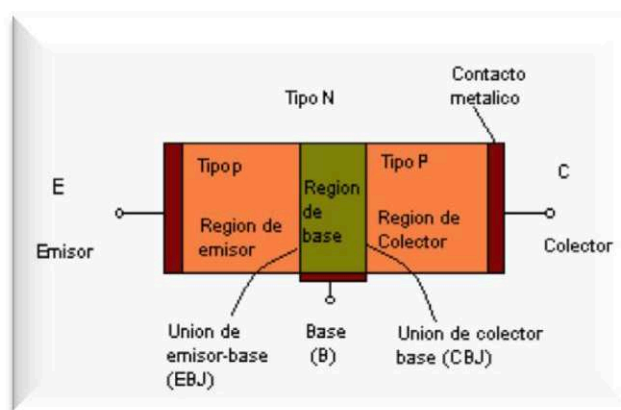 Contacto
metalico
Tipo N
Tipo p
Tipo P
E
C
Region
de
base
Region de
emisor
Region de
Colector
Emisor
Colector
Union de
emisor-base
(EBJ)
Base
(B)
Union de colector
base (CBJ)